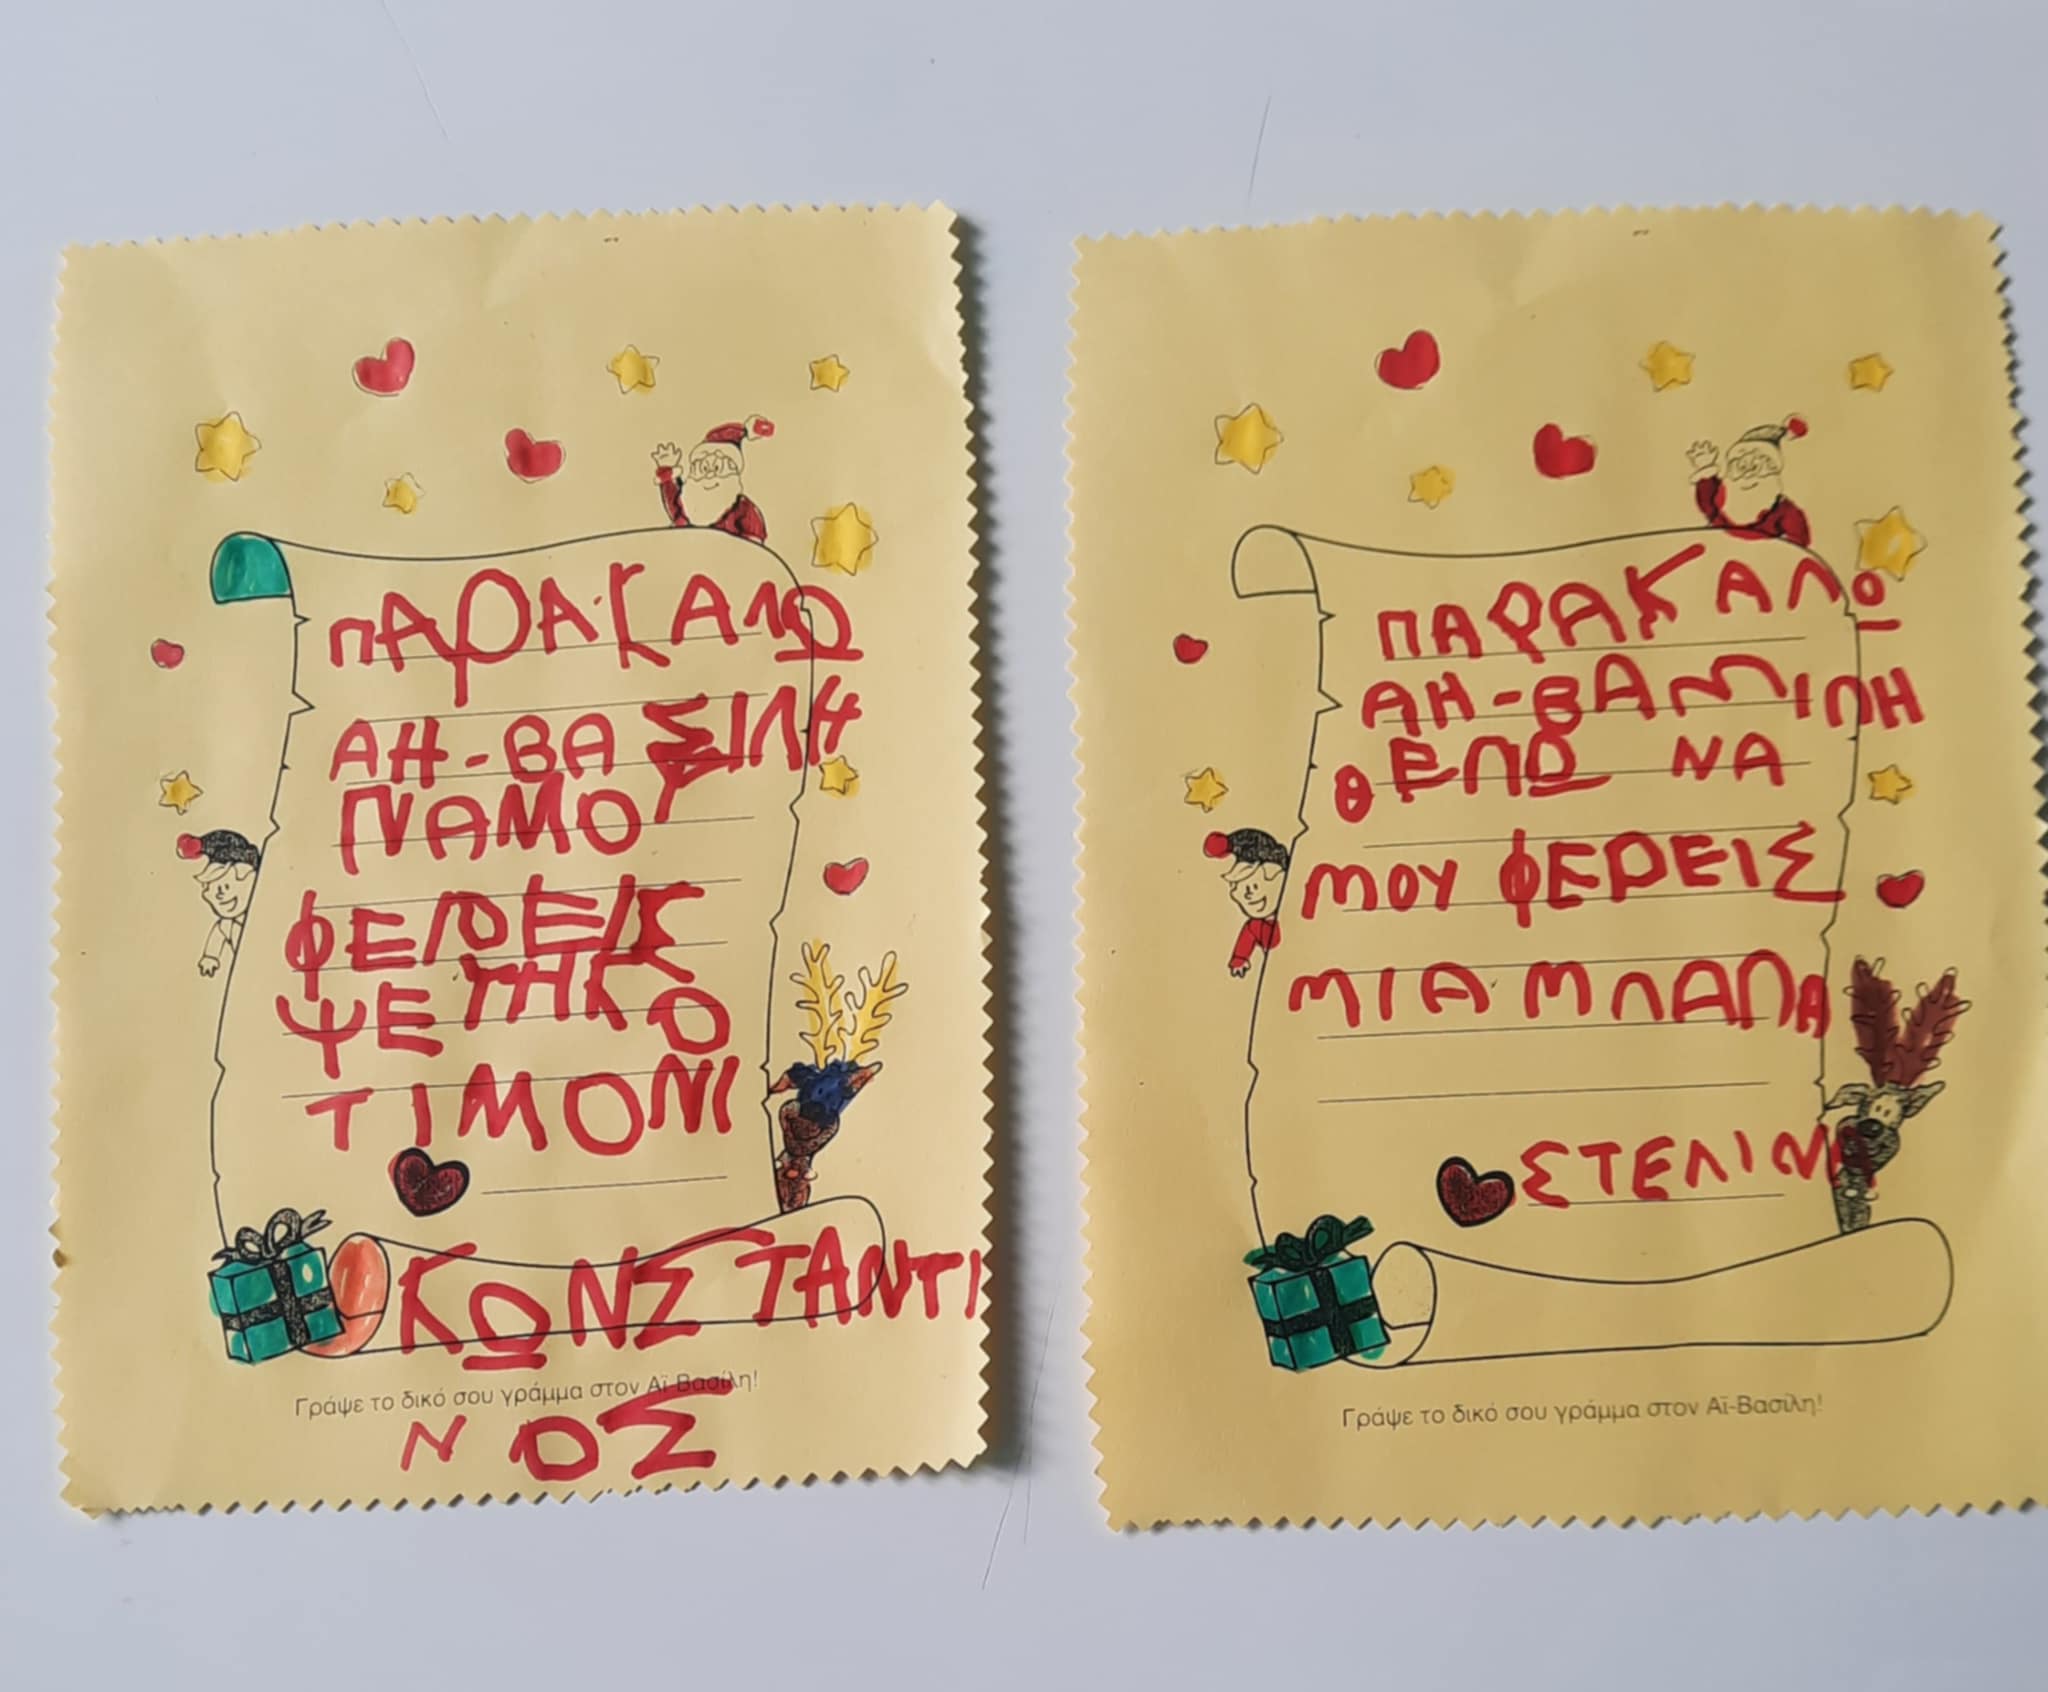 ΠΑΡΑΚΑΛΩ
ΑΗ-ΒΑΣΙΛΗ
ΝΑ ΜΟΥ
ΦΕΡΕΙΣ
ΨΕΥΤΗΚΟ
ΤΙΜΟΝΙ
ΚΩΝΣΤΑΝΤΙ
Γράψε το δικό σου γράμμα στον Αϊ-Βασίλη!
ΝΟΣ
ΠΑΡΑΚΑΛΩ
ΑΗ-ΒΑΣΙΛΗ
ΘΕΛΩ ΝΑ
ΜΟΥ ΦΕΡΕΙΣ
ΜΙΑ ΜΠΑΛΑ
ΣΤΕΛΙΝΑ
Γράψε το δικό σου γράμμα στον Αϊ-Βασίλη!